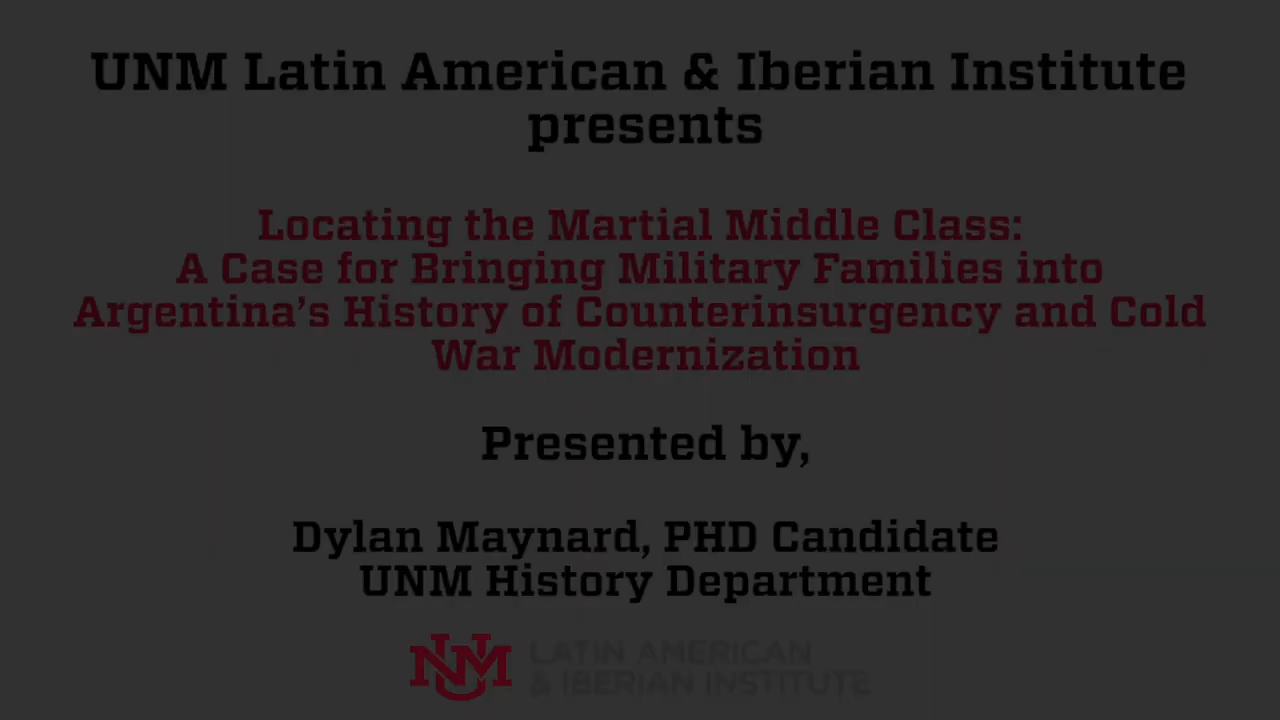 UNM Latin American & Iberian Institute
presents
Locating the Martial Middle Class:
A Case for Bringing Military Families into
Argentina's History of Counterinsurgency and Cold
War Modernization
Presented by,
Dylan Maynard, PHD Candidate
UNM History Department
NM LATIN AMERICAN
U & IBERIAN INSTITUTE